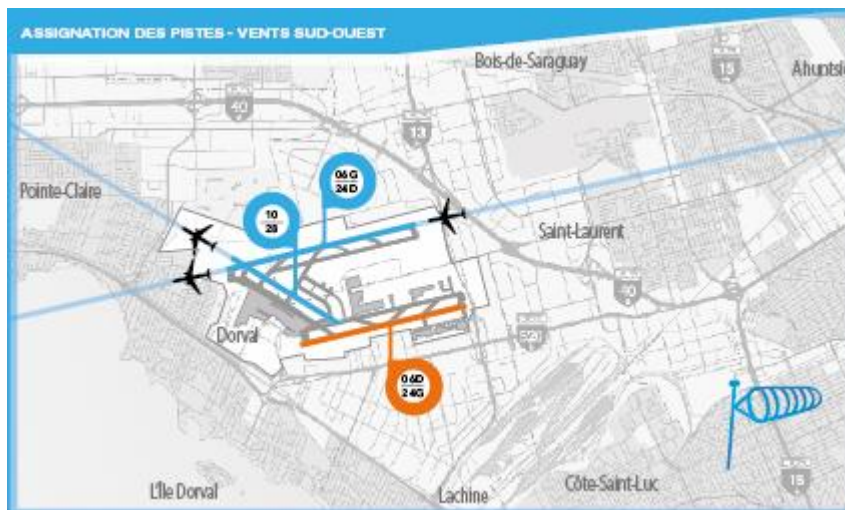 ASSIGNATION DES PISTES - VENTS SUD-OUEST
Bois-de-Saraguay
13
Ahuntsic
40
13
Pointe-Claire
06G
24D
10
28
Saint-Laurent
40
Dorval
520
06D
24G
L'Île Dorval
Lachine
Côte-Saint-Luc
15